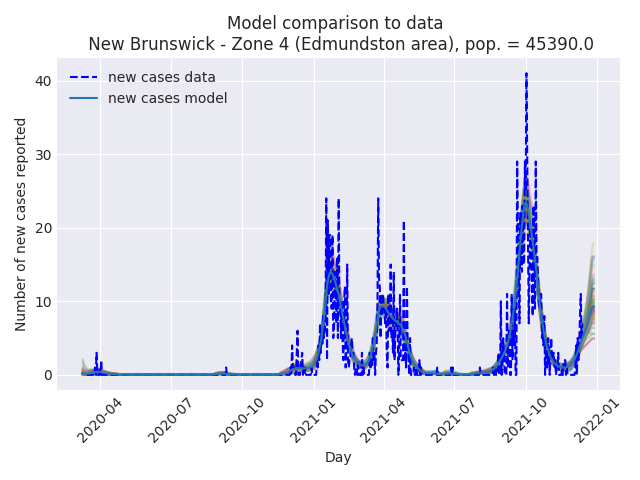 Model comparison to data
New Brunswick - Zone 4 (Edmundston area), pop. = 45390.0
new cases data
new cases model
Number of new cases reported
40
30
20
10
0
2020-04
2020-07
2020-10
2021-01
2021-04
2021-07
2021-10
2022-01
Day